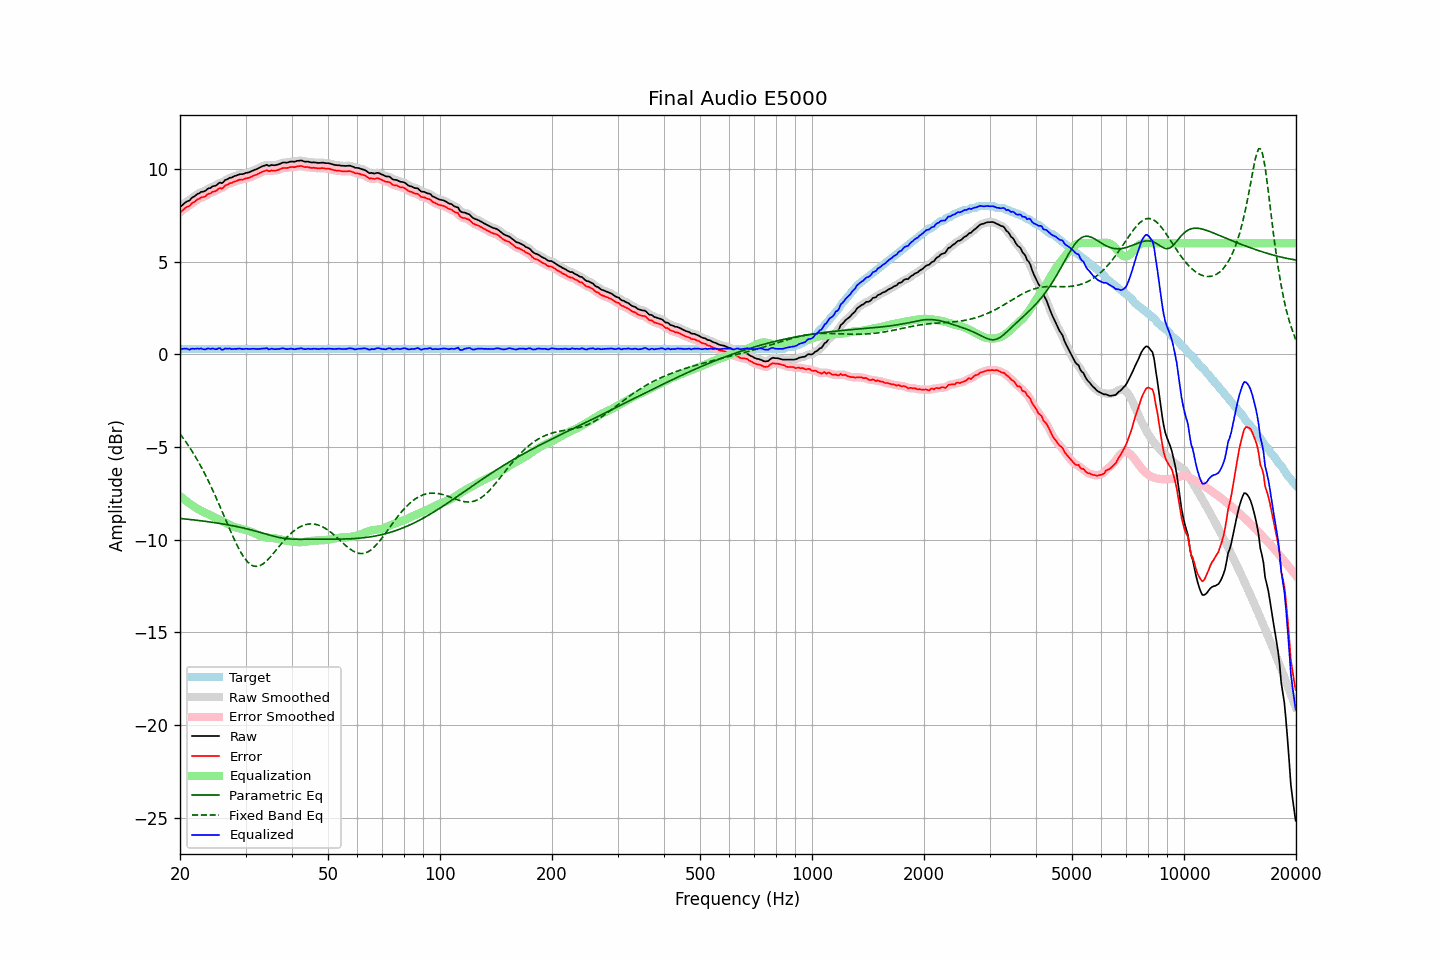 Final Audio E5000
Amplitude (dBr)
10
5
0
−5
−10
−15
−20
−25
Target
Raw Smoothed
Error Smoothed
Raw
Error
Equalization
Parametric Eq
Fixed Band Eq
Equalized
20 50 100 200 500 1000 2000 5000 10000 20000
Frequency (Hz)